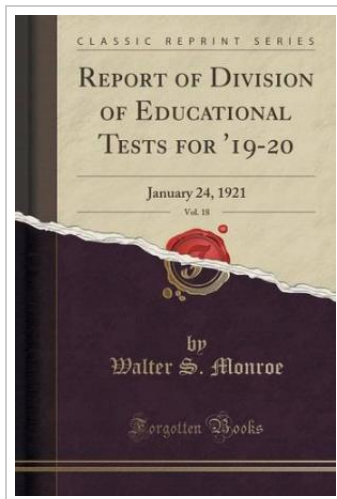 CLASSIC REPRINT SERIES
REPORT OF DIVISION
OF EDUCATIONAL
TESTS FOR '19-20
January 24, 1921
Vol. 18
by
Walter S. Monroe
Forgotten Books